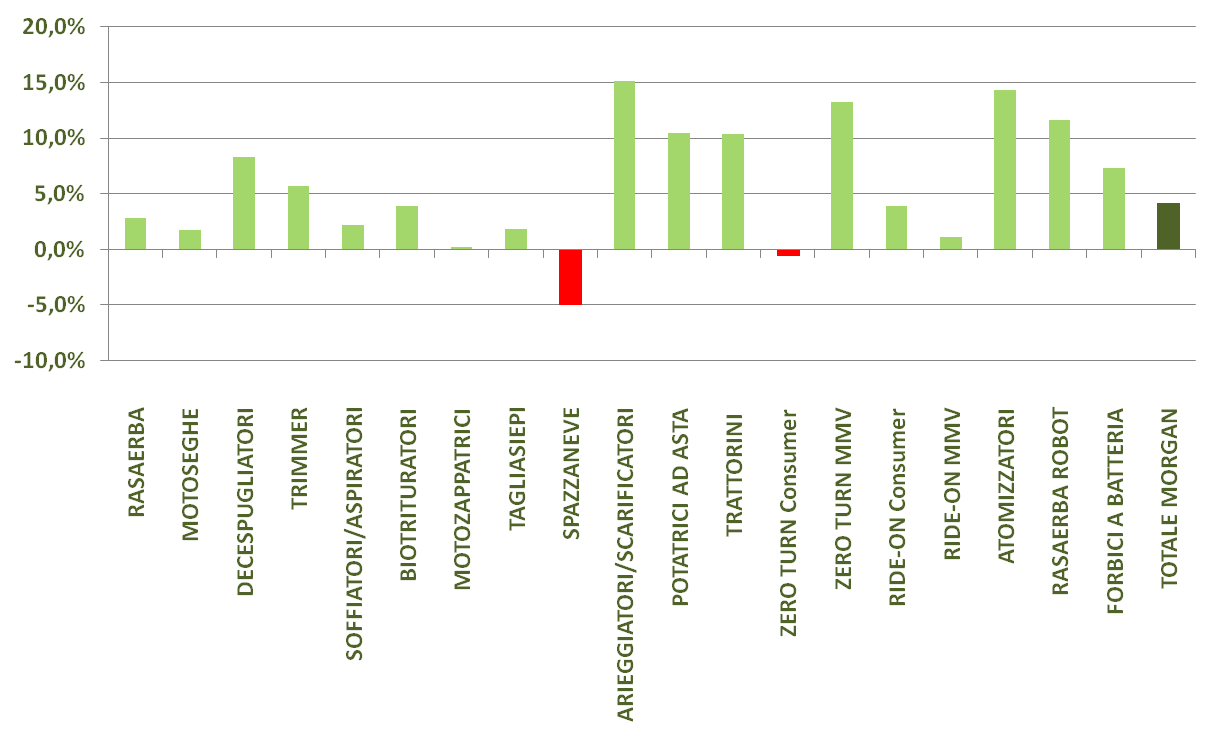 20,0%
15,0%
10,0%
5,0%
0,0%
-5,0%
-10,0%
RASAERBA
MOTOSEGHE
DECESPUGLIATORI
TRIMMER
SOFFIATORI/ASPIRATORI
BIOTRITURATORI
MOTOZAPPATRICI
TAGLIASIEPI
SPAZZANEVE
ARIEGGIATORI/SCARIFICATORI
POTATRICI AD ASTA
TRATTORINI
ZERO TURN Consumer
ZERO TURN MMV
RIDE-ON Consumer
RIDE-ON MMV
ATOMIZZATORI
RASAERBA ROBOT
FORBICI A BATTERIA
TOTALE MORGAN